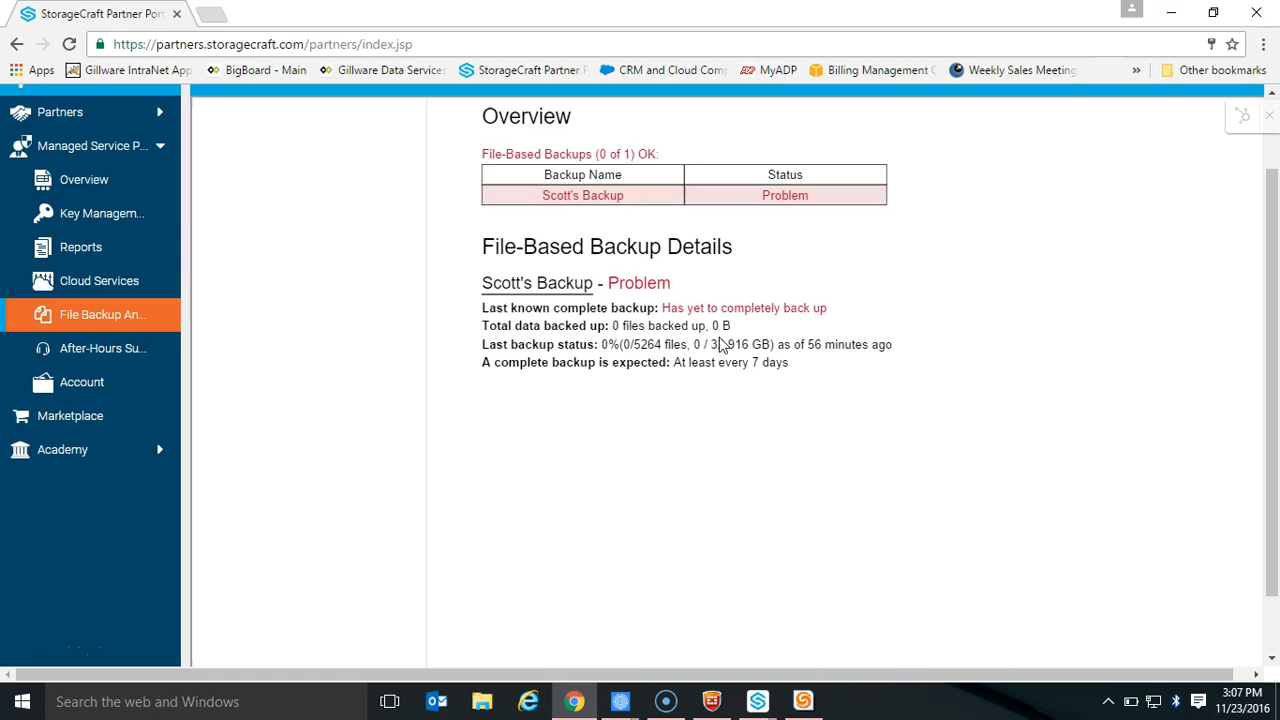 StorageCraft Partner Port
https://partners.storagecraft.com/partners/index.jsp
Apps
Gillware IntraNet App
BigBoard - Main
Gillware Data Services
StorageCraft Partner P
CRM and Cloud Com
MyADP
Billing Management C
Weekly Sales Meeting
»
Other bookmarks
Partners
Managed Service P...
Overview
Key Managem...
Reports
Cloud Services
File Backup An...
After-Hours Su...
Account
Marketplace
Academy
Overview
File-Based Backups (0 of 1) OK:
Backup Name Status
Scott's Backup Problem
File-Based Backup Details
Scott's Backup - Problem
Last known complete backup: Has yet to completely back up
Total data backed up: 0 files backed up, 0 B
Last backup status: 0%(0/5264 files, 0 / 916 GB) as of 56 minutes ago
A complete backup is expected: At least every 7 days
Search the web and Windows
3:07 PM
11/23/2016